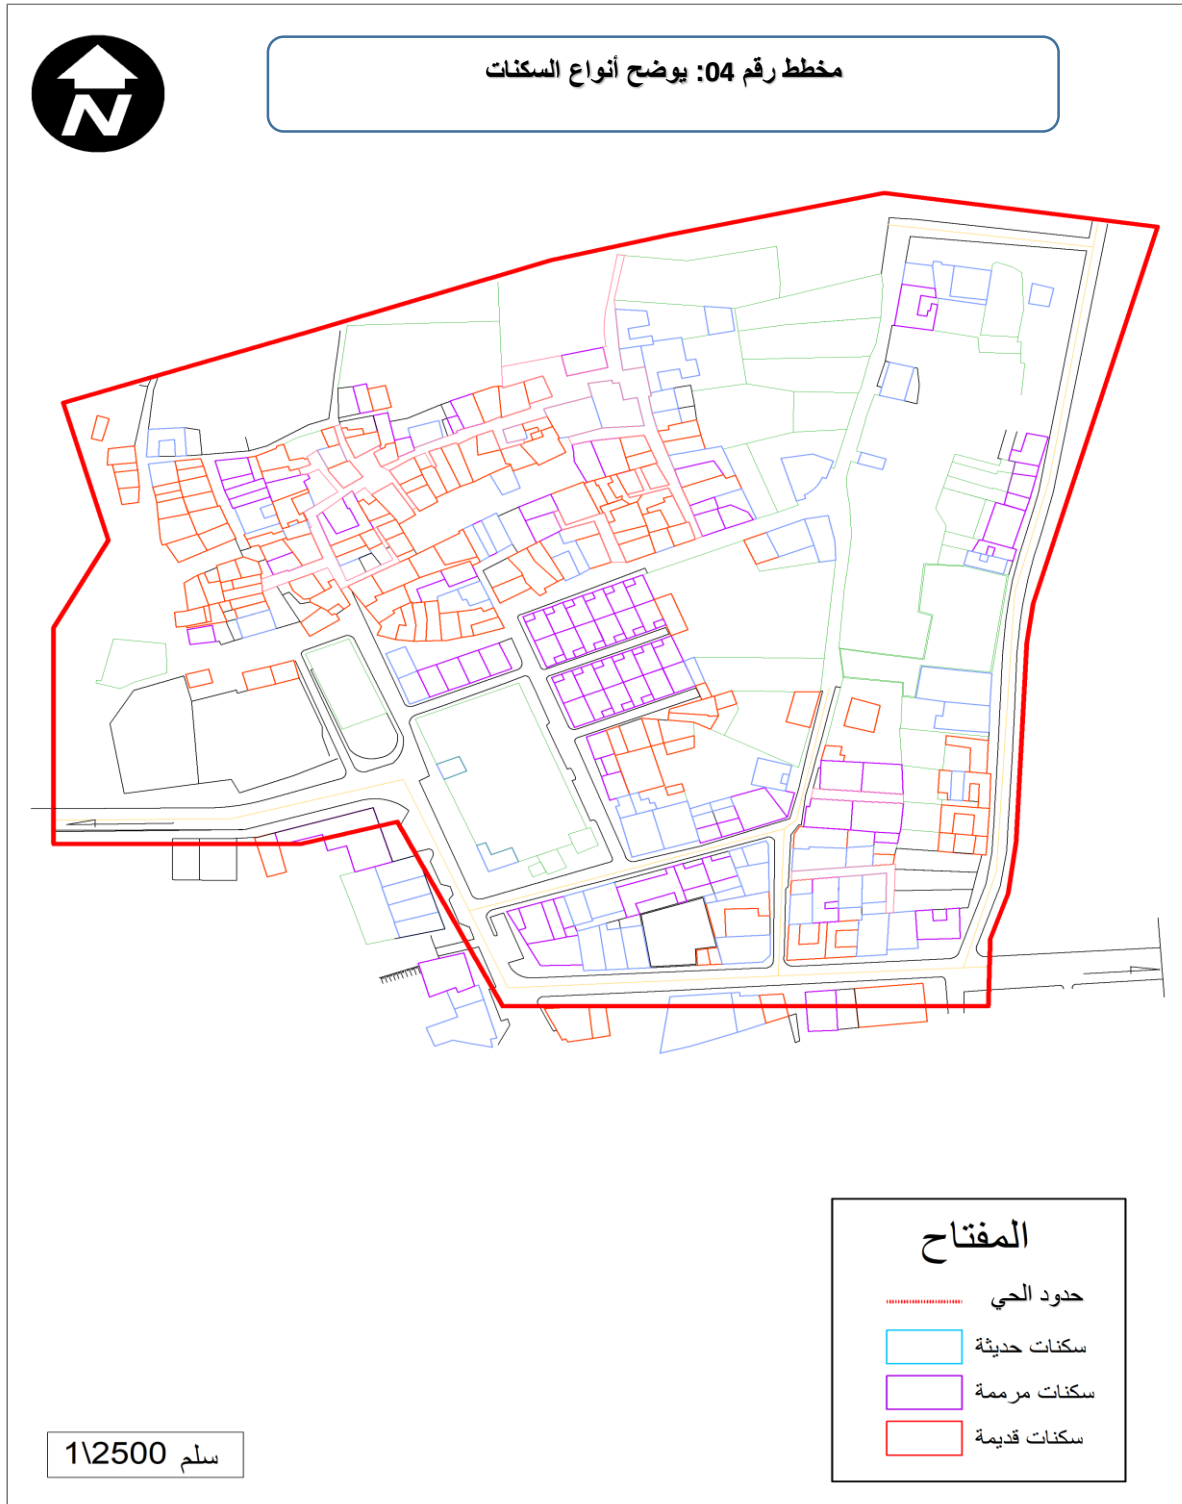 مخطط رقم 04: يوضح أنواع السكنات
N
المفتاح
حدود الحي
سكنات حديثة
سكنات مرممة
سكنات قديمة
سلم 2500\1